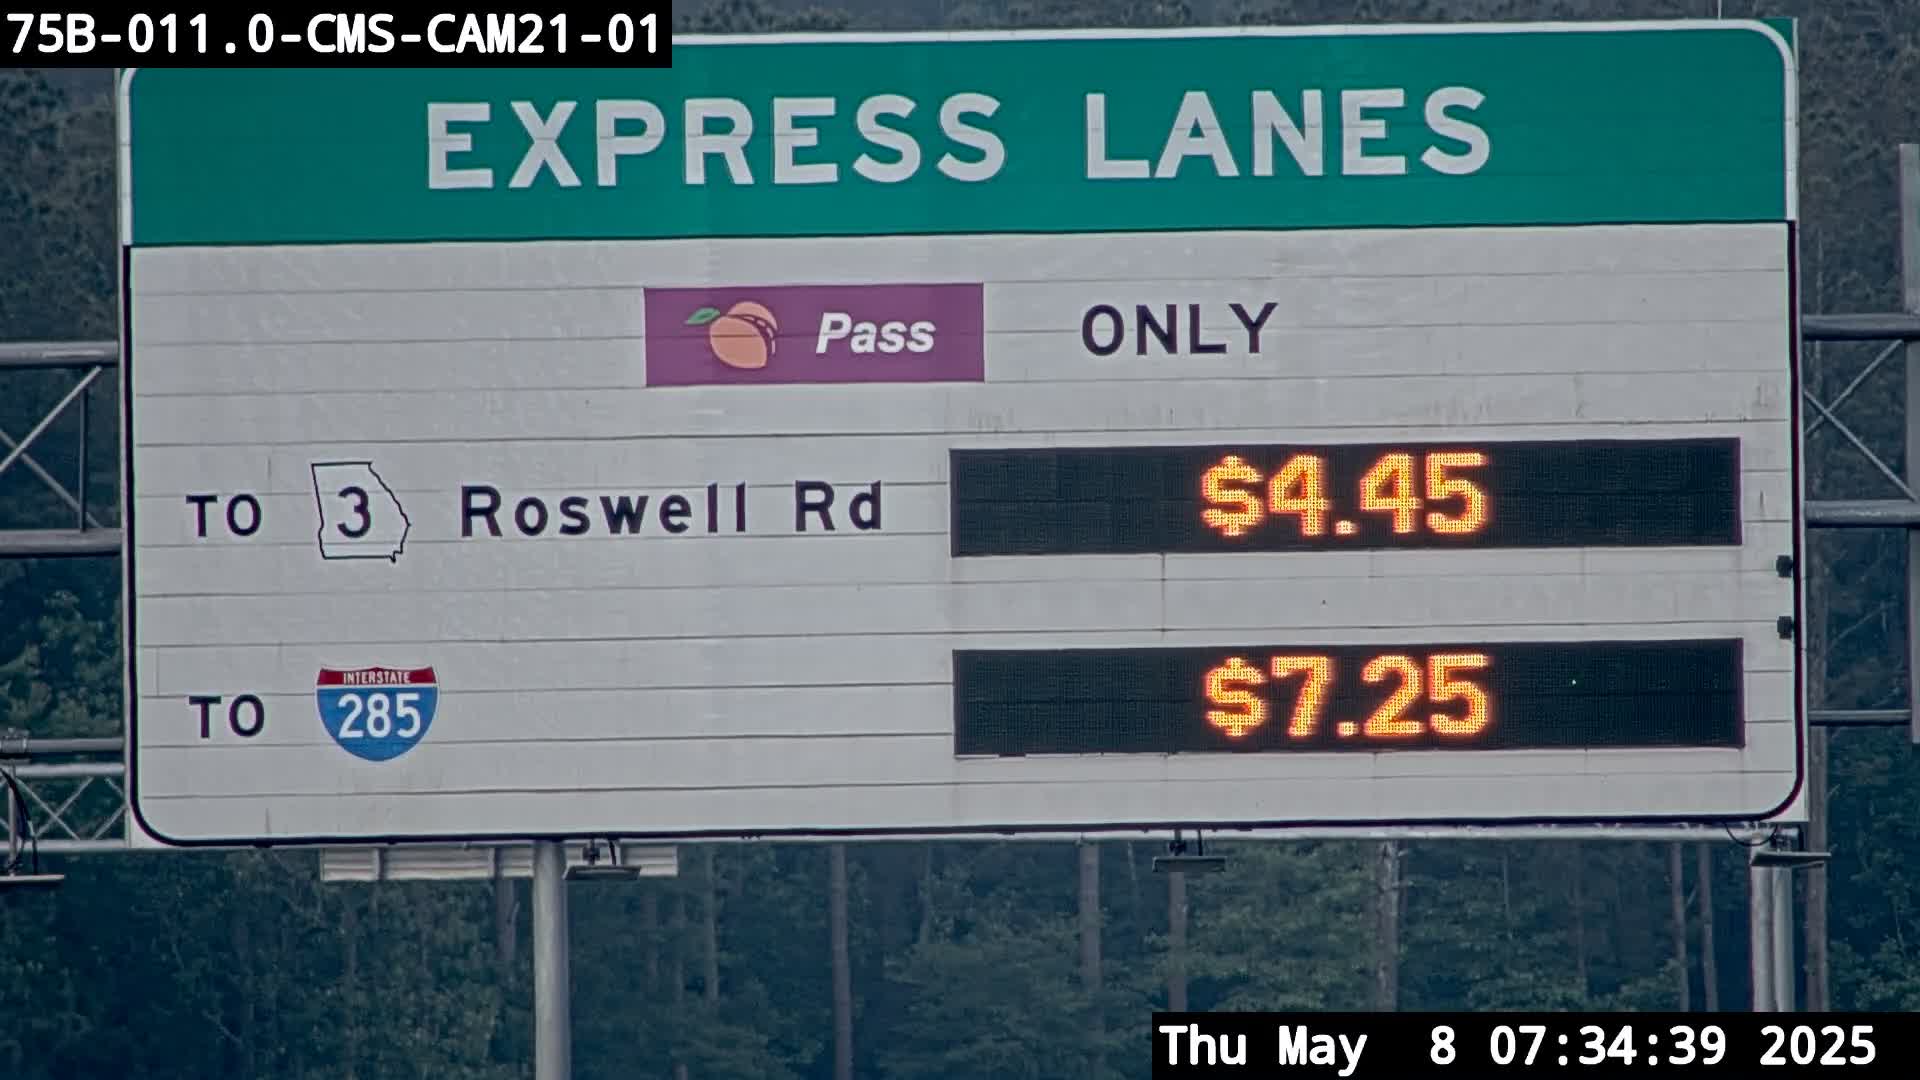 75B-011.0-CMS-CAM21-01
EXPRESS LANES
Pass ONLY
TO 3 Roswell Rd $4.45
TO INTERSTATE 285 $7.25
Thu May 8 07:34:39 2025